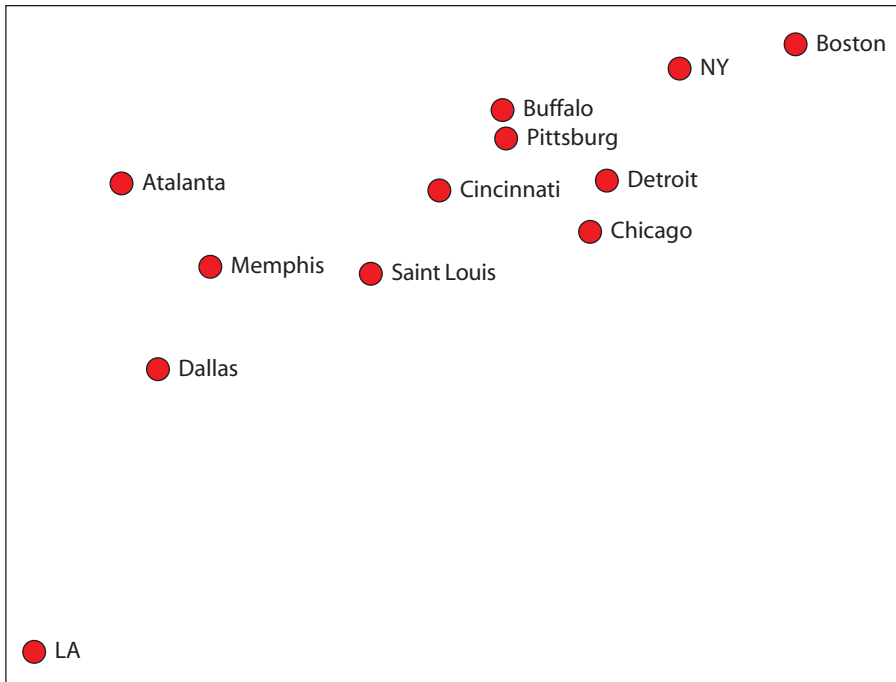 Boston
NY
Buffalo
Pittsburg
Atalanta
Cincinnati
Detroit
Chicago
Memphis
Saint Louis
Dallas
LA